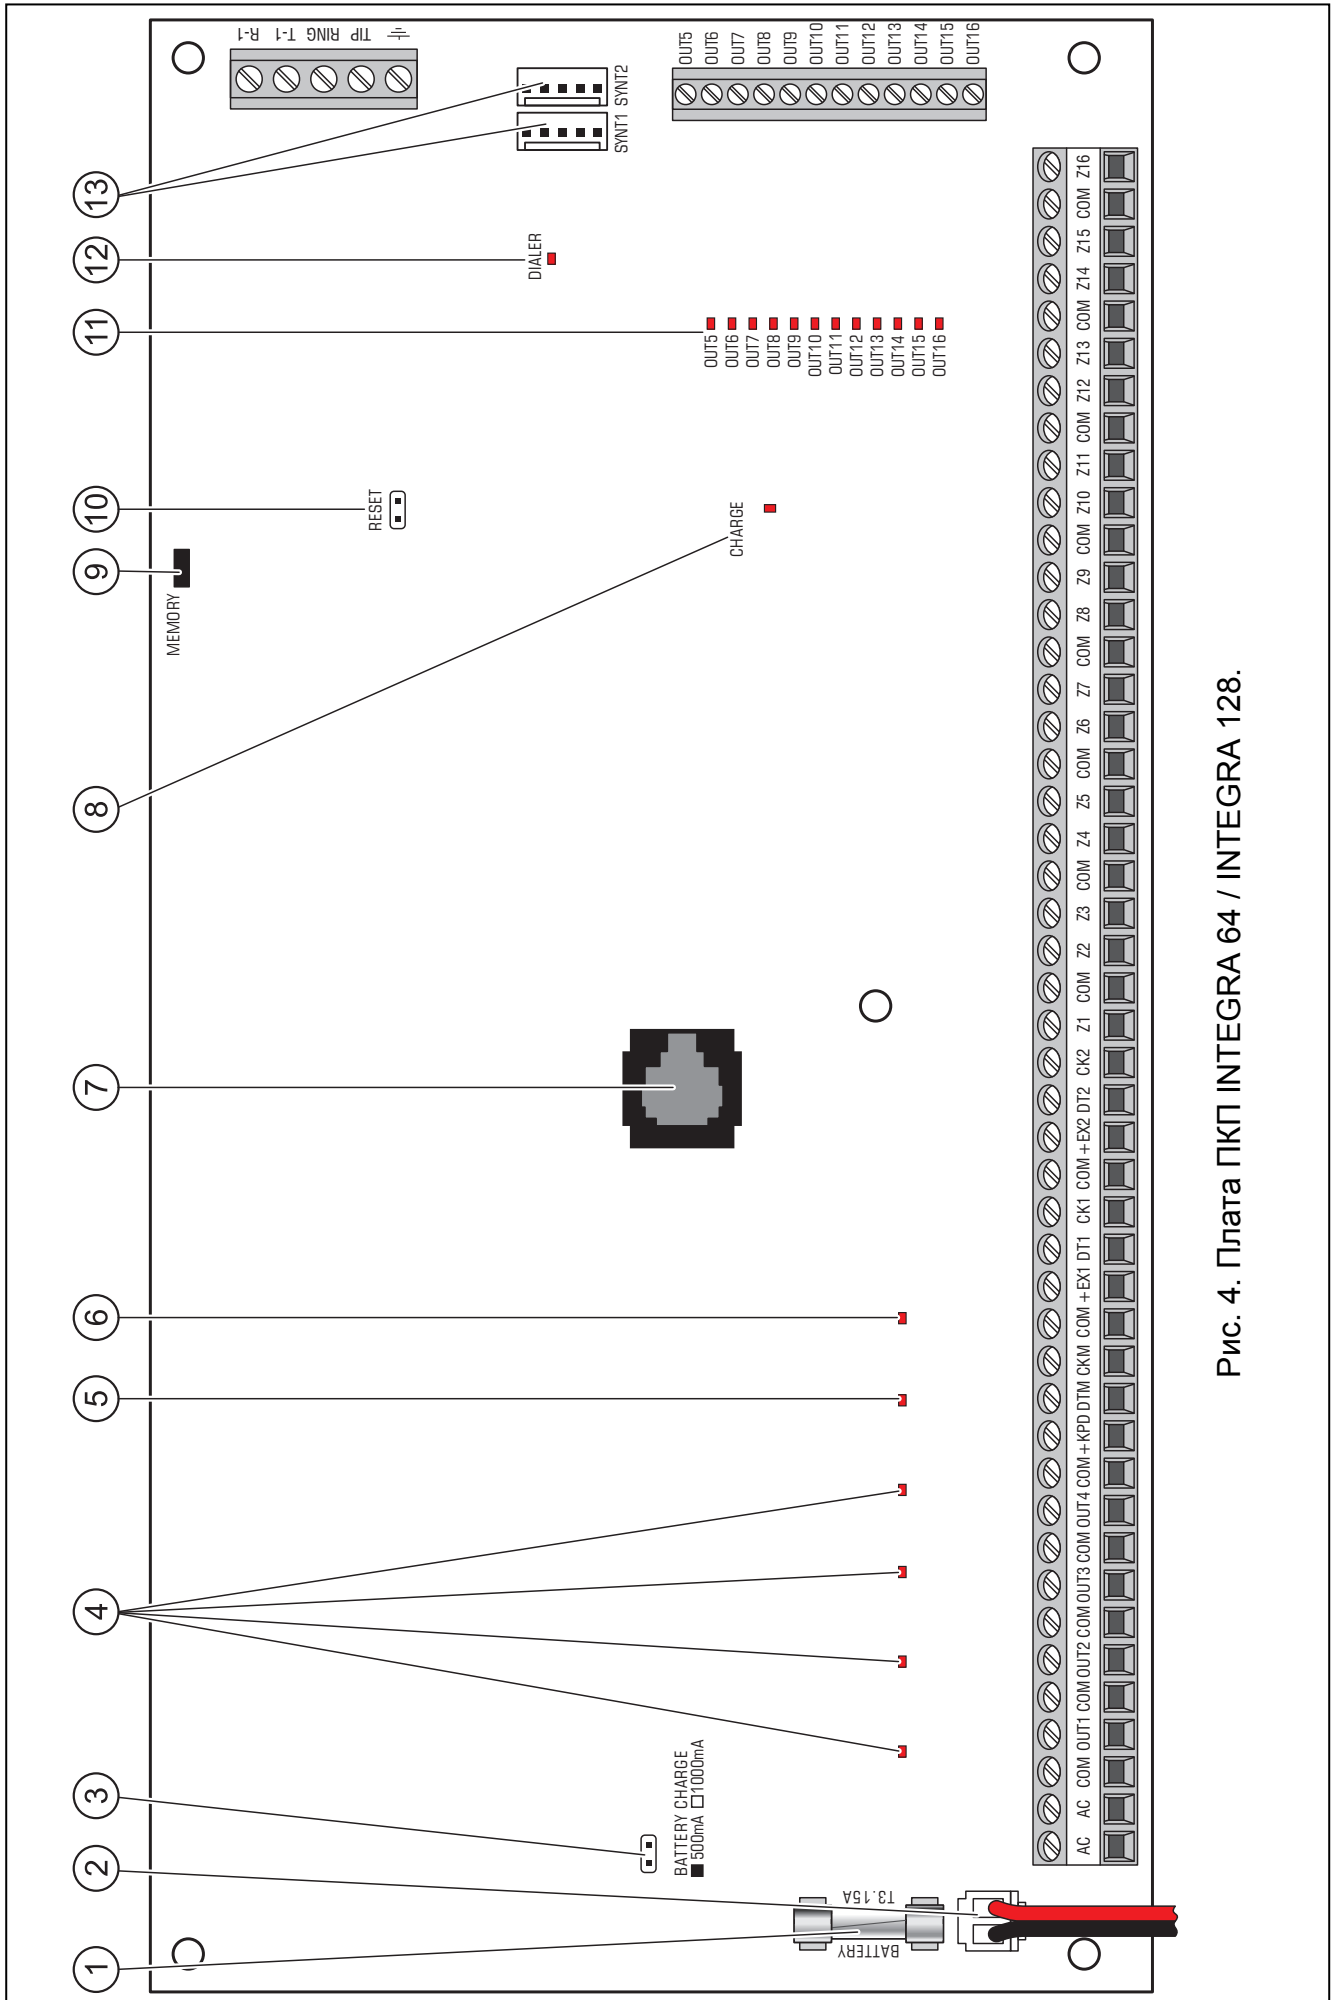 1
2
3
4
5
6
7
8
9
10
11
12
13
R-1 T-1 RING TIP
SYNT1 SYNT2
OUT5
OUT6
OUT7
OUT8
OUT9
OUT10
OUT11
OUT12
OUT13
OUT14
OUT15
OUT16
DIALER
OUT5
OUT6
OUT7
OUT8
OUT9
OUT10
OUT11
OUT12
OUT13
OUT14
OUT15
OUT16
MEMORY
RESET
CHARGE
BATTERY CHARGE
500mA 1000mA
BATTERY T3.15A
AC AC COM OUT1 COM OUT2 COM OUT3 COM OUT4 COM +KPD DTM CKM COM +EX1 DT1 CK1 COM +EX2 DT2 CK2 Z1 COM Z2 Z3 COM Z4 Z5 COM Z6 Z7 COM Z8 Z9 COM Z10 Z11 COM Z12 Z13 COM Z14 Z15 COM Z16
Рис. 4. Плата ПКП INTEGRA 64 / INTEGRA 128.